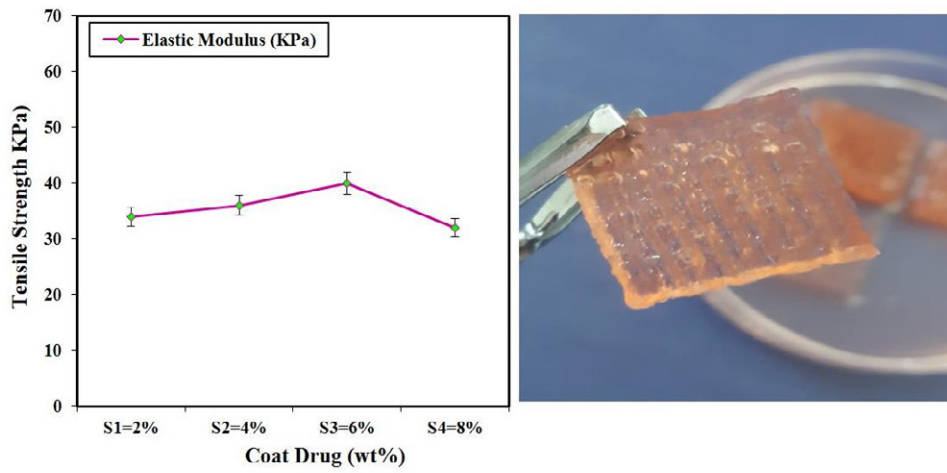 70
Elastic Modulus (KPa)
60
50
40
30
20
10
0
Tensile Strength KPa
S1=2% S2=4% S3=6% S4=8%
Coat Drug (wt%)